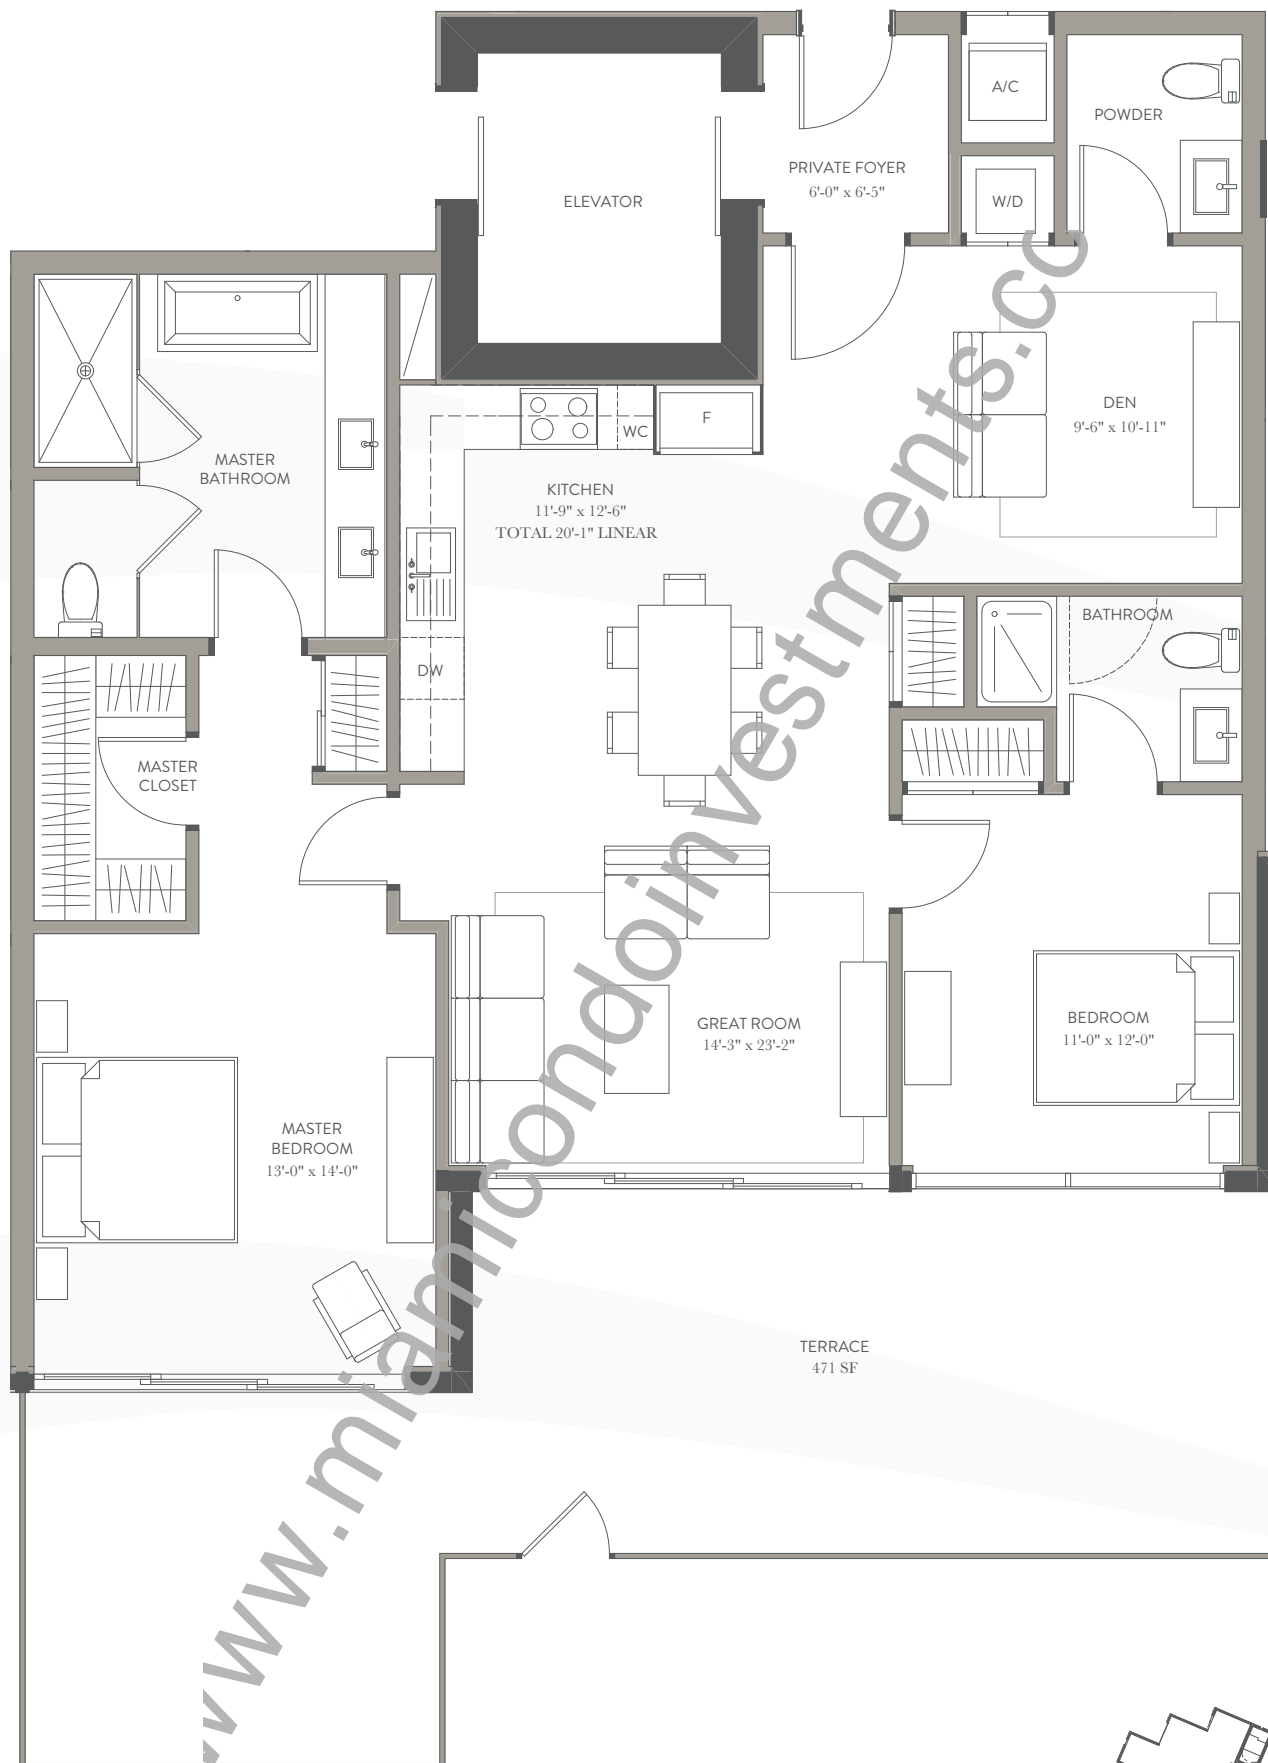 A/C
POWDER
PRIVATE FOYER
6'-0" x 6'-5"
ELEVATOR
W/D
DEN
9'-6" x 10'-11"
F
WC
MASTER
BATHROOM
KITCHEN
11'-9" x 12'-6"
TOTAL 20'-1" LINEAR
BATHROOM
DW
MASTER
CLOSET
GREAT ROOM
14'-3" x 23'-2"
BEDROOM
11'-0" x 12'-0"
MASTER
BEDROOM
13'-0" x 14'-0"
TERRACE
471 SF
www.miamicondoinvestments.co